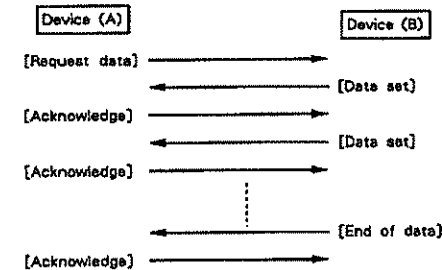 Device (A)
Device (B)
[Request data]
[Data set]
[Acknowledge]
[Data set]
[Acknowledge]
[End of data]
[Acknowledge]